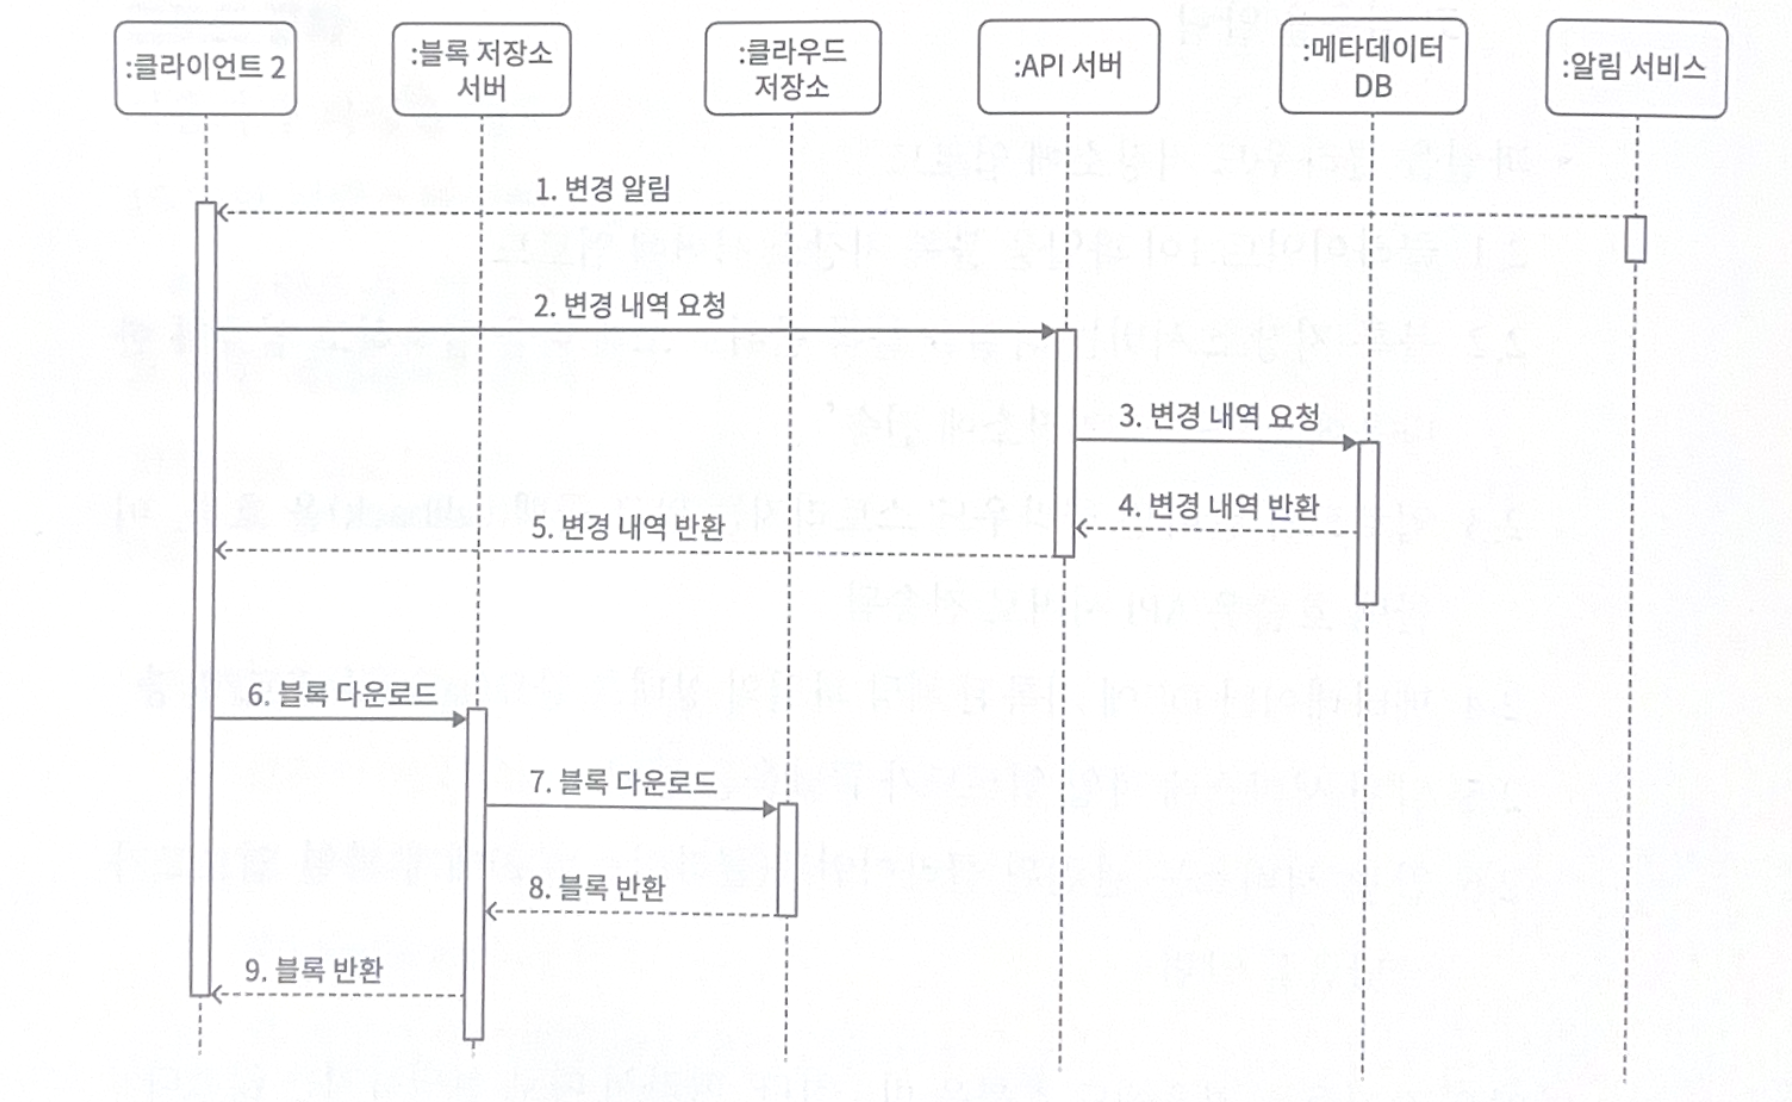 :클라이언트 2
:블록 저장소
서버
:클라우드
저장소
:API 서버
:메타데이터
DB
:알림 서비스
1. 변경 알림
2. 변경 내역 요청
3. 변경 내역 요청
4. 변경 내역 반환
5. 변경 내역 반환
6. 블록 다운로드
7. 블록 다운로드
8. 블록 반환
9. 블록 반환